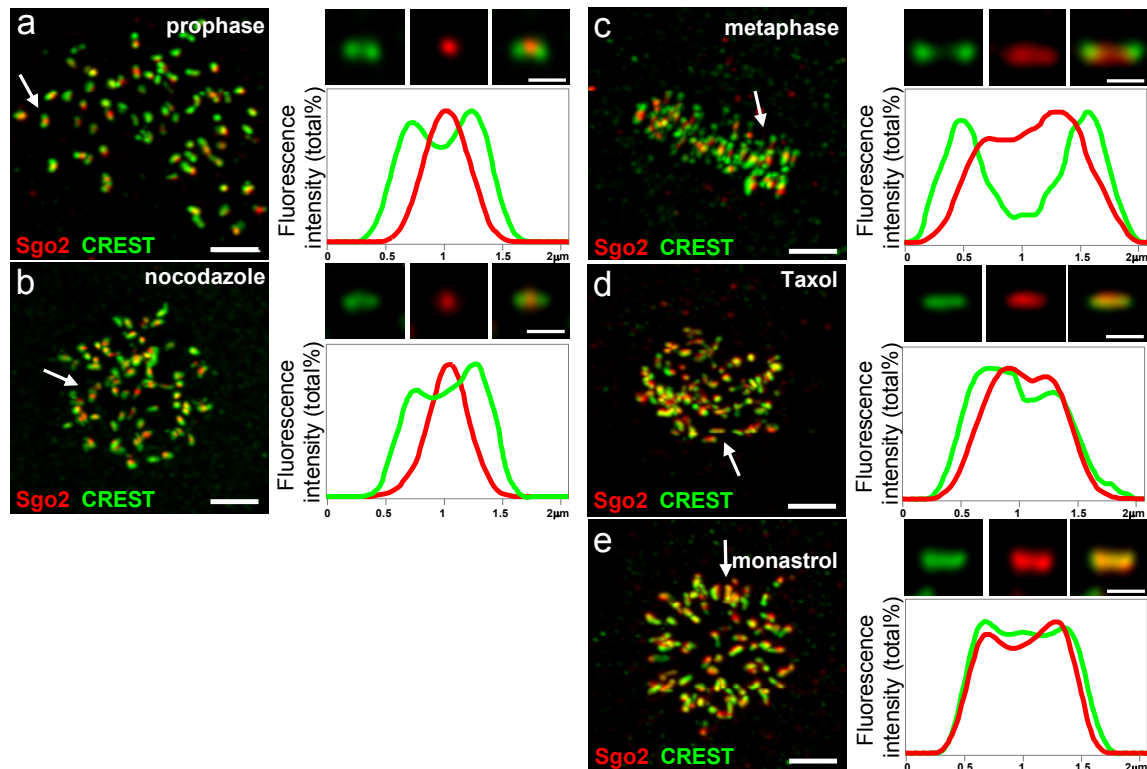 a
prophase
Sgo2 CREST
Fluorescence
intensity (total%)
0
0.5
1
1.5
2µm
b
nocodazole
Sgo2 CREST
Fluorescence
intensity (total%)
0
0.5
1
1.5
2µm
c
metaphase
Sgo2 CREST
Fluorescence
intensity (total%)
0
0.5
1
1.5
2µm
d
Taxol
Sgo2 CREST
Fluorescence
intensity (total%)
0
0.5
1
1.5
2µm
e
monastrol
Sgo2 CREST
Fluorescence
intensity (total%)
0
0.5
1
1.5
2µm